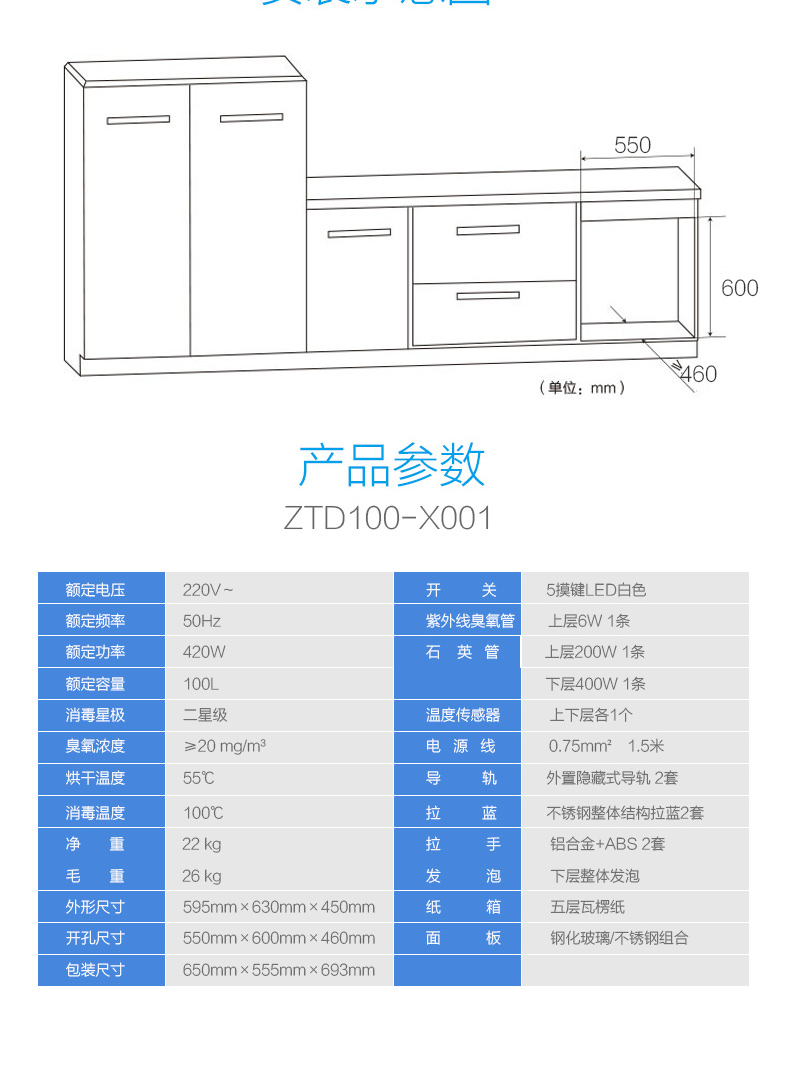 安装示意图
550
600
≥460
（单位：mm）
产品参数
ZTD100-X001
额定电压 220V~ 开 关 5摸键LED白色
额定频率 50Hz 紫外线臭氧管 上层6W 1条
额定功率 420W 石 英 管 上层200W 1条
额定容量 100L 下层400W 1条
消毒星极 二星级 温度传感器 上下层各1个
臭氧浓度 ≥20 mg/m³ 电 源 线 0.75mm² 1.5米
烘干温度 55℃ 导 轨 外置隐藏式导轨 2套
消毒温度 100℃ 拉 蓝 不锈钢整体结构拉蓝2套
净 重 22 kg 拉 手 铝合金+ABS 2套
毛 重 26 kg 发 泡 下层整体发泡
外形尺寸 595mm×630mm×450mm 纸 箱 五层瓦楞纸
开孔尺寸 550mm×600mm×460mm 面 板 钢化玻璃/不锈钢组合
包装尺寸 650mm×555mm×693mm